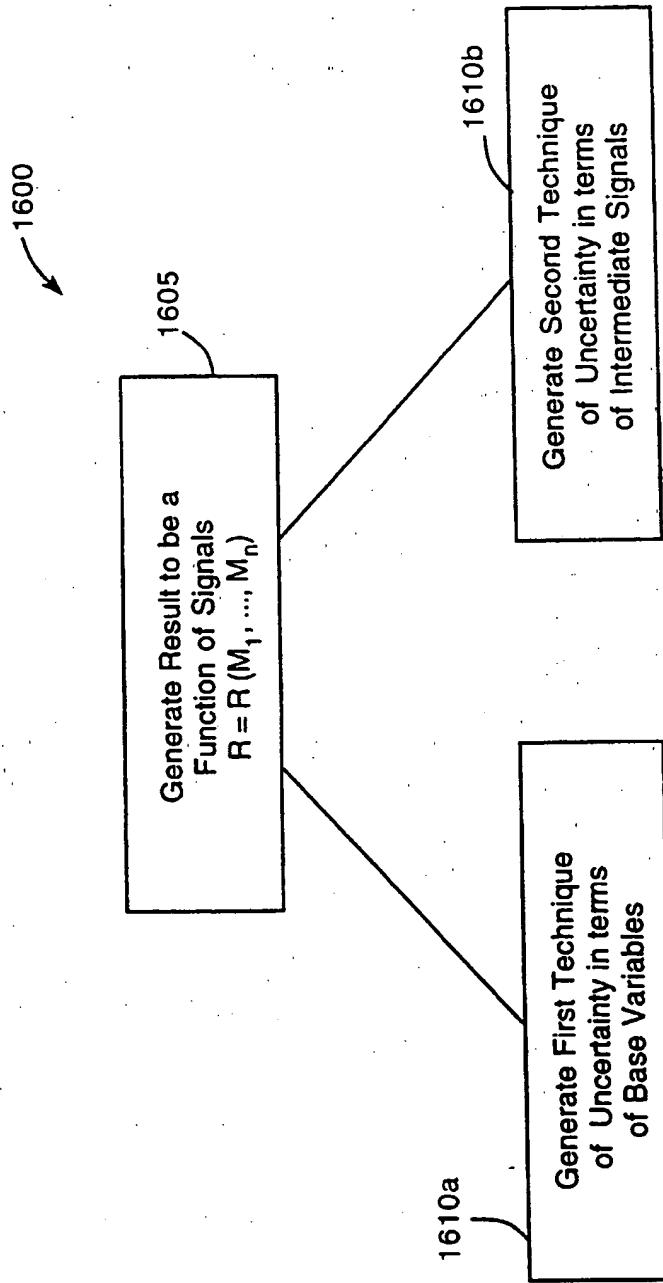 1600
1605
Generate Result to be a
Function of Signals
R = R (M₁, ..., Mₙ)
1610a
Generate First Technique
of Uncertainty in terms
of Base Variables
1610b
Generate Second Technique
of Uncertainty in terms
of Intermediate Signals